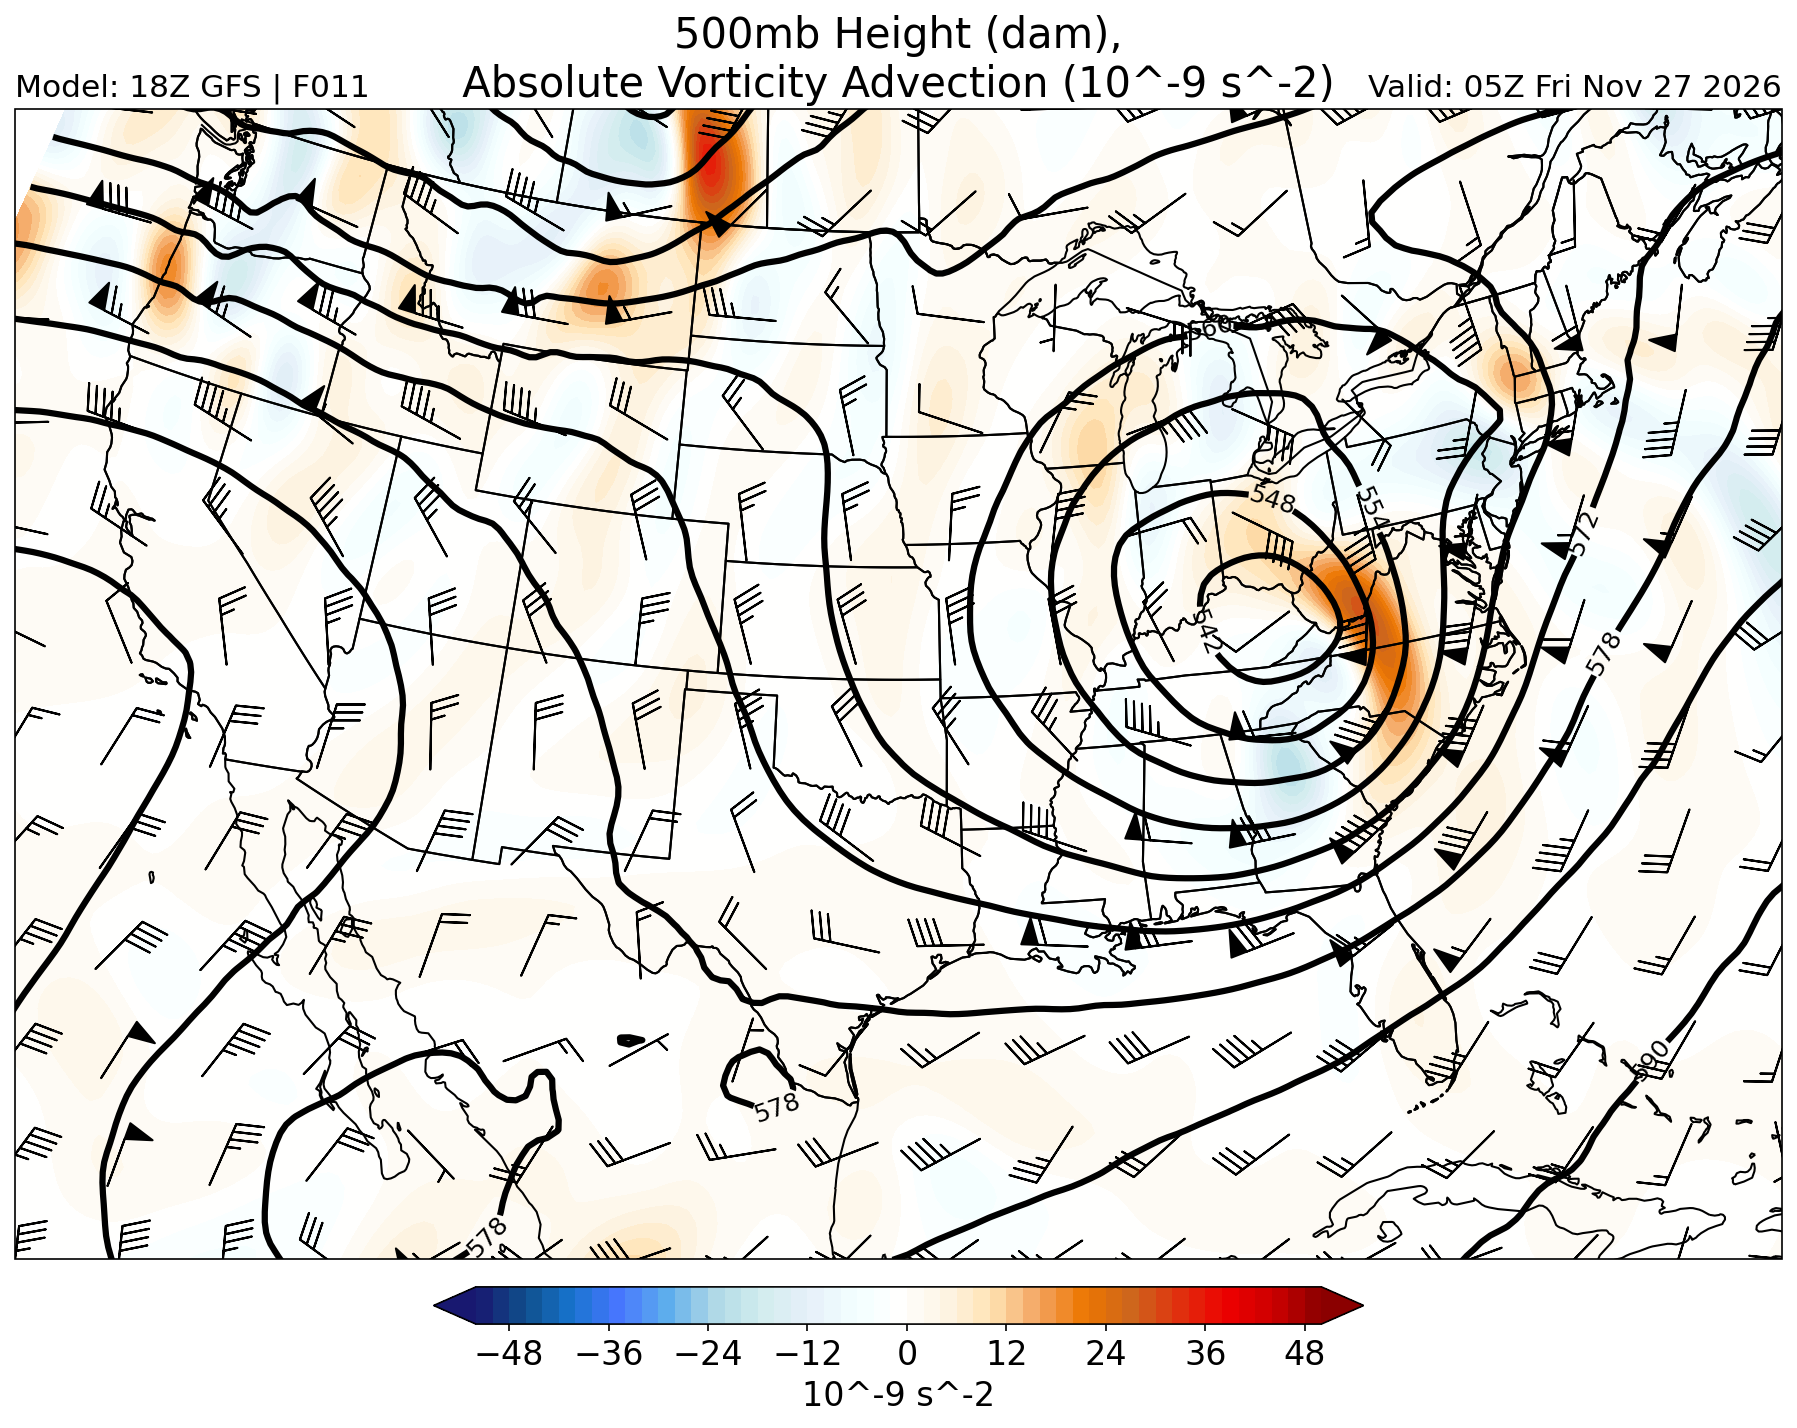 500mb Height (dam),
Model: 18Z GFS | F011
Absolute Vorticity Advection (10^-9 s^-2)
Valid: 05Z Fri Nov 27 2026
560
548
554
572
542
578
590
578
578
−48 −36 −24 −12 0 12 24 36 48
10^-9 s^-2